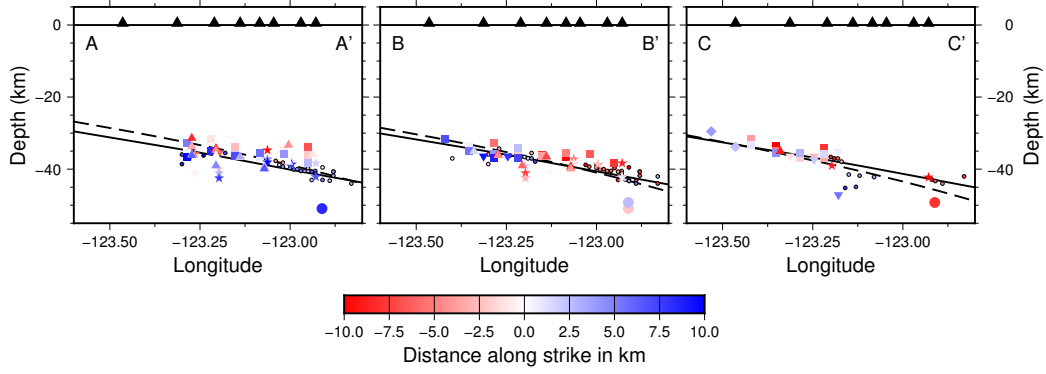 A A' B B' C C'
Depth (km)
0
−20
−40
−123.50 −123.25 −123.00
Longitude
−123.50 −123.25 −123.00
Longitude
−123.50 −123.25 −123.00
Longitude
0
−20
−40
Depth (km)
−10.0 −7.5 −5.0 −2.5 0.0 2.5 5.0 7.5 10.0
Distance along strike in km